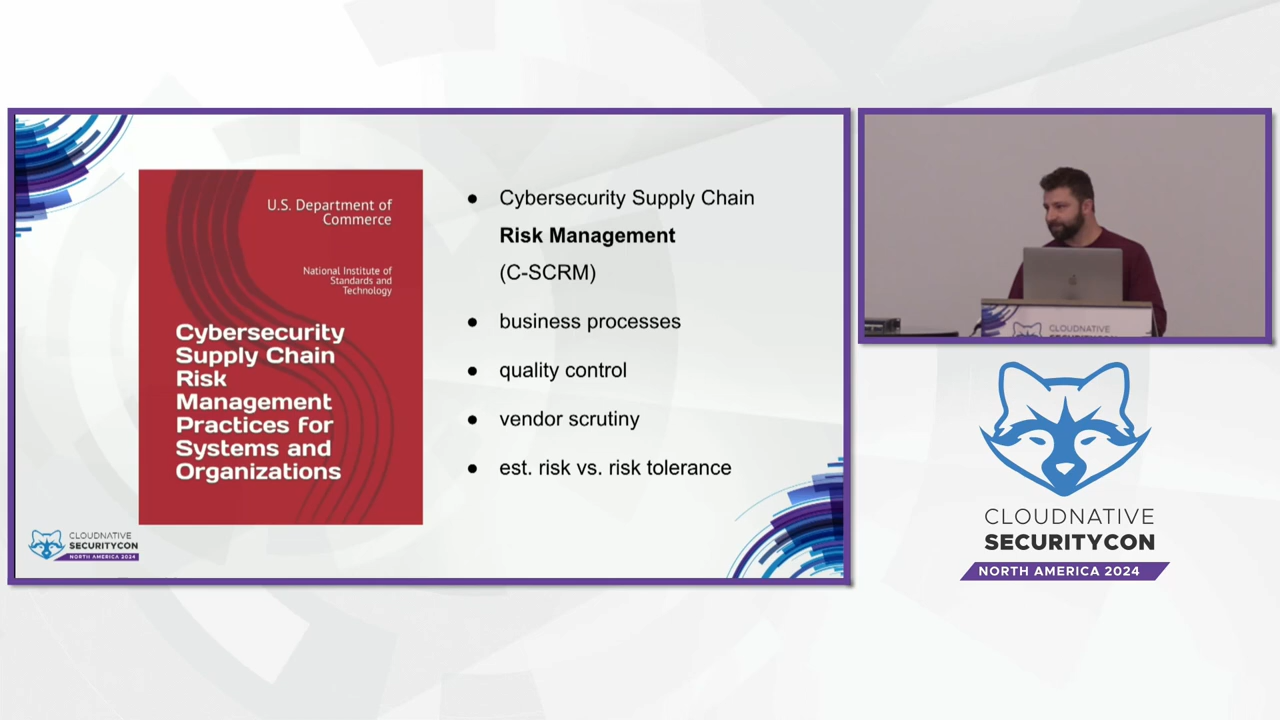 U.S. Department of
Commerce
National Institute of
Standards and
Technology
Cybersecurity
Supply Chain
Risk
Management
Practices for
Systems and
Organizations
● Cybersecurity Supply Chain
Risk Management
(C-SCRM)
● business processes
● quality control
● vendor scrutiny
● est. risk vs. risk tolerance
CLOUDNATIVE
SECURITYCON
NORTH AMERICA 2024
CLOUDNATIVE
CLOUDNATIVE
SECURITYCON
NORTH AMERICA 2024